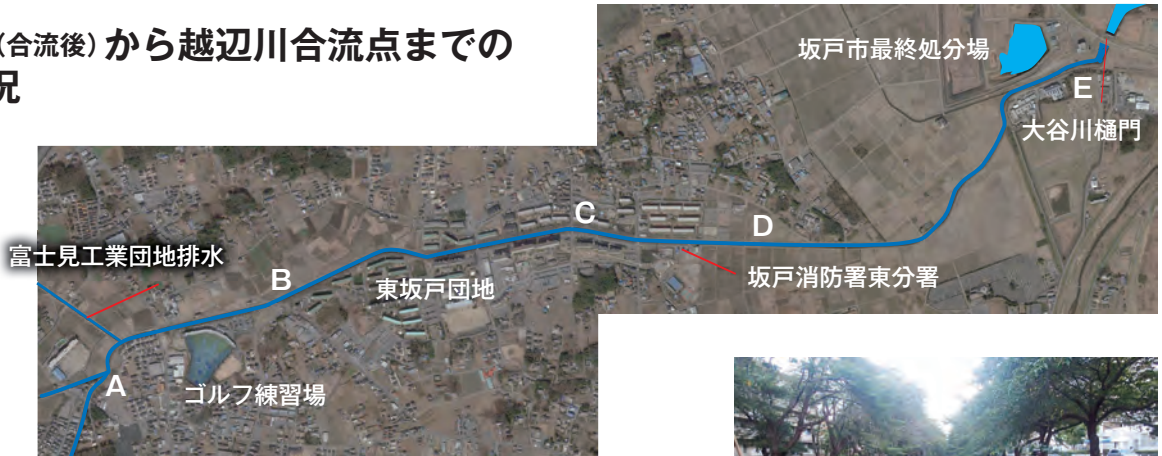 (合流後)から越辺川合流点までの
況
坂戸市最終処分場
E
大谷川樋門
C
D
富士見工業団地排水
B
東坂戸団地
坂戸消防署東分署
A
ゴルフ練習場